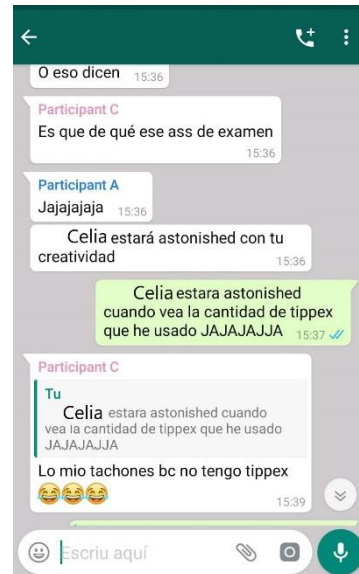 O eso dicen 15:36
Participant C
Es que de qué ese ass de examen
15:36
Participant A
Jajajajaja 15:36
Celia estará astonished con tu
creatividad 15:36
Celia estara astonished
cuando vea la cantidad de tippex
que he usado JAJAJAJJA 15:37
Participant C
Tu
Celia estara astonished cuando
vea la cantidad de tippex que he usado
JAJAJAJJA
Lo mio tachones bc no tengo tippex
😂😂😂 15:39
Escriu aquí